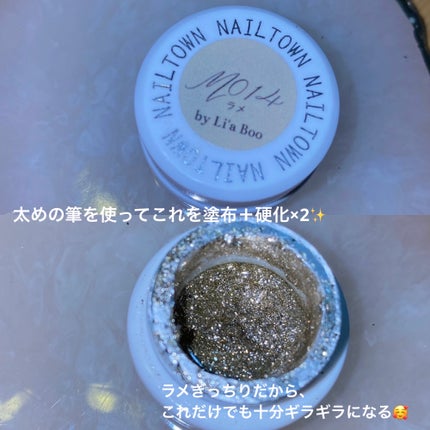 NAILTOWN NAILTOWN NAILTOWN NAILTOWN
M014
ラメ
by Li'a Boo
太めの筆を使ってこれを塗布＋硬化×2✨
ラメぎっちりだから、
これだけでも十分ギラギラになる🥰